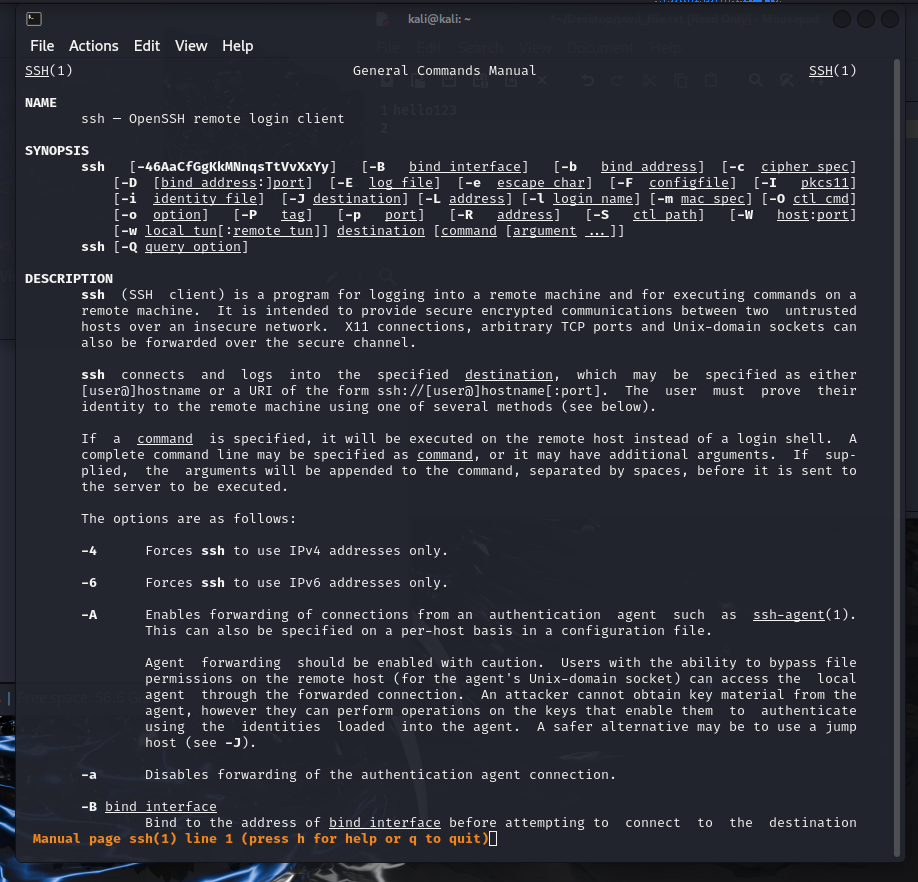 kali@kali: ~
File Actions Edit View Help
SSH(1) General Commands Manual SSH(1)
NAME
ssh — OpenSSH remote login client
SYNOPSIS
ssh [-46AaCfGgKkMNnqsTtVvXxYy] [-B bind_interface] [-b bind_address] [-c cipher_spec]
[-D [bind_address:]port] [-E log_file] [-e escape_char] [-F configfile] [-I pkcs11]
[-i identity_file] [-J destination] [-L address] [-l login_name] [-m mac_spec] [-O ctl_cmd]
[-o option] [-P tag] [-p port] [-R address] [-S ctl_path] [-W host:port]
[-w local_tun[:remote_tun]] destination [command [argument ...]]
ssh [-Q query_option]
DESCRIPTION
ssh (SSH client) is a program for logging into a remote machine and for executing commands on a
remote machine. It is intended to provide secure encrypted communications between two untrusted
hosts over an insecure network. X11 connections, arbitrary TCP ports and Unix-domain sockets can
also be forwarded over the secure channel.
ssh connects and logs into the specified destination, which may be specified as either
[user@]hostname or a URI of the form ssh://[user@]hostname[:port]. The user must prove their
identity to the remote machine using one of several methods (see below).
If a command is specified, it will be executed on the remote host instead of a login shell. A
complete command line may be specified as command, or it may have additional arguments. If sup-
plied, the arguments will be appended to the command, separated by spaces, before it is sent to
the server to be executed.
The options are as follows:
-4 Forces ssh to use IPv4 addresses only.
-6 Forces ssh to use IPv6 addresses only.
-A Enables forwarding of connections from an authentication agent such as ssh-agent(1).
This can also be specified on a per-host basis in a configuration file.
Agent forwarding should be enabled with caution. Users with the ability to bypass file
permissions on the remote host (for the agent's Unix-domain socket) can access the local
agent through the forwarded connection. An attacker cannot obtain key material from the
agent, however they can perform operations on the keys that enable them to authenticate
using the identities loaded into the agent. A safer alternative may be to use a jump
host (see -J).
-a Disables forwarding of the authentication agent connection.
-B bind_interface
Bind to the address of bind_interface before attempting to connect to the destination
Manual page ssh(1) line 1 (press h for help or q to quit)
File Edit Search View Document Help
1 hello123
2